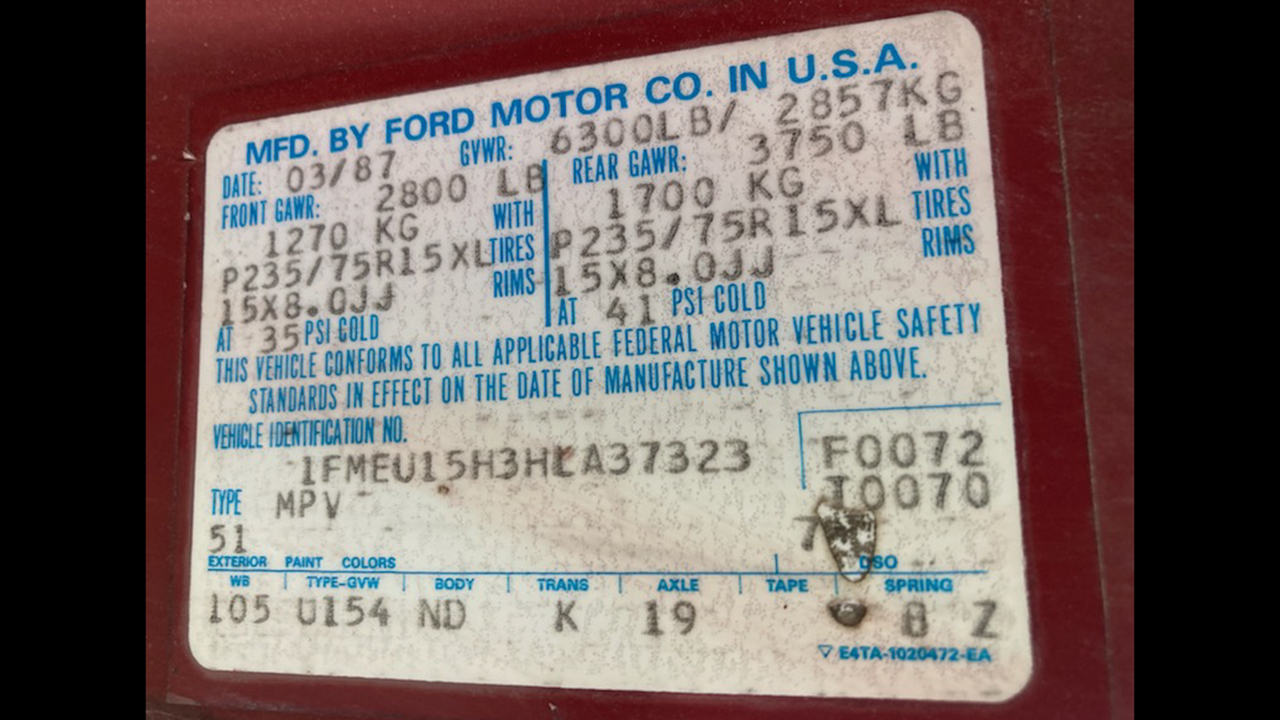 MFD. BY FORD MOTOR CO. IN U.S.A.
DATE: 03/87 GVWR: 6300LB/ 2857KG
FRONT GAWR: 2800 LB REAR GAWR: 3750 LB
1270 KG WITH 1700 KG WITH
P235/75R15XL TIRES P235/75R15XL TIRES
15X8.0JJ RIMS 15X8.0JJ RIMS
AT 35 PSI COLD AT 41 PSI COLD
THIS VEHICLE CONFORMS TO ALL APPLICABLE FEDERAL MOTOR VEHICLE SAFETY
STANDARDS IN EFFECT ON THE DATE OF MANUFACTURE SHOWN ABOVE.
VEHICLE IDENTIFICATION NO.
1FMEU15H3HLA37323 F0072
TYPE MPV I0070
51
EXTERIOR PAINT COLORS DSO
WB TYPE-GVW BODY TRANS AXLE TAPE SPRING
105 U154 ND K 19 8 Z
▽ E4TA-1020472-EA